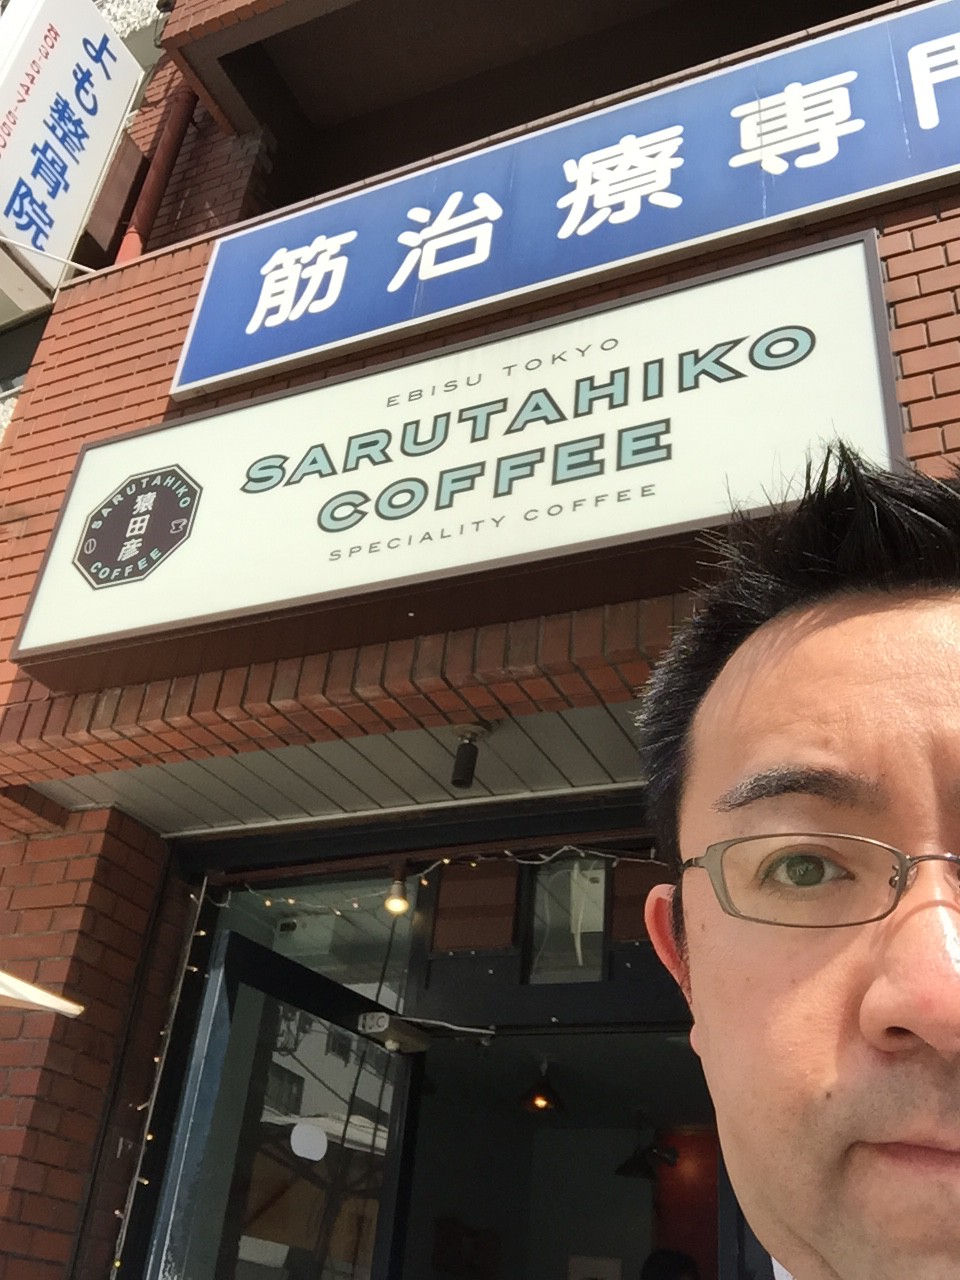 よも整骨院
筋治療専門
EBISU TOKYO
SARUTAHIKO
COFFEE
SPECIALITY COFFEE
SARUTAHIKO
猿田彦
COFFEE